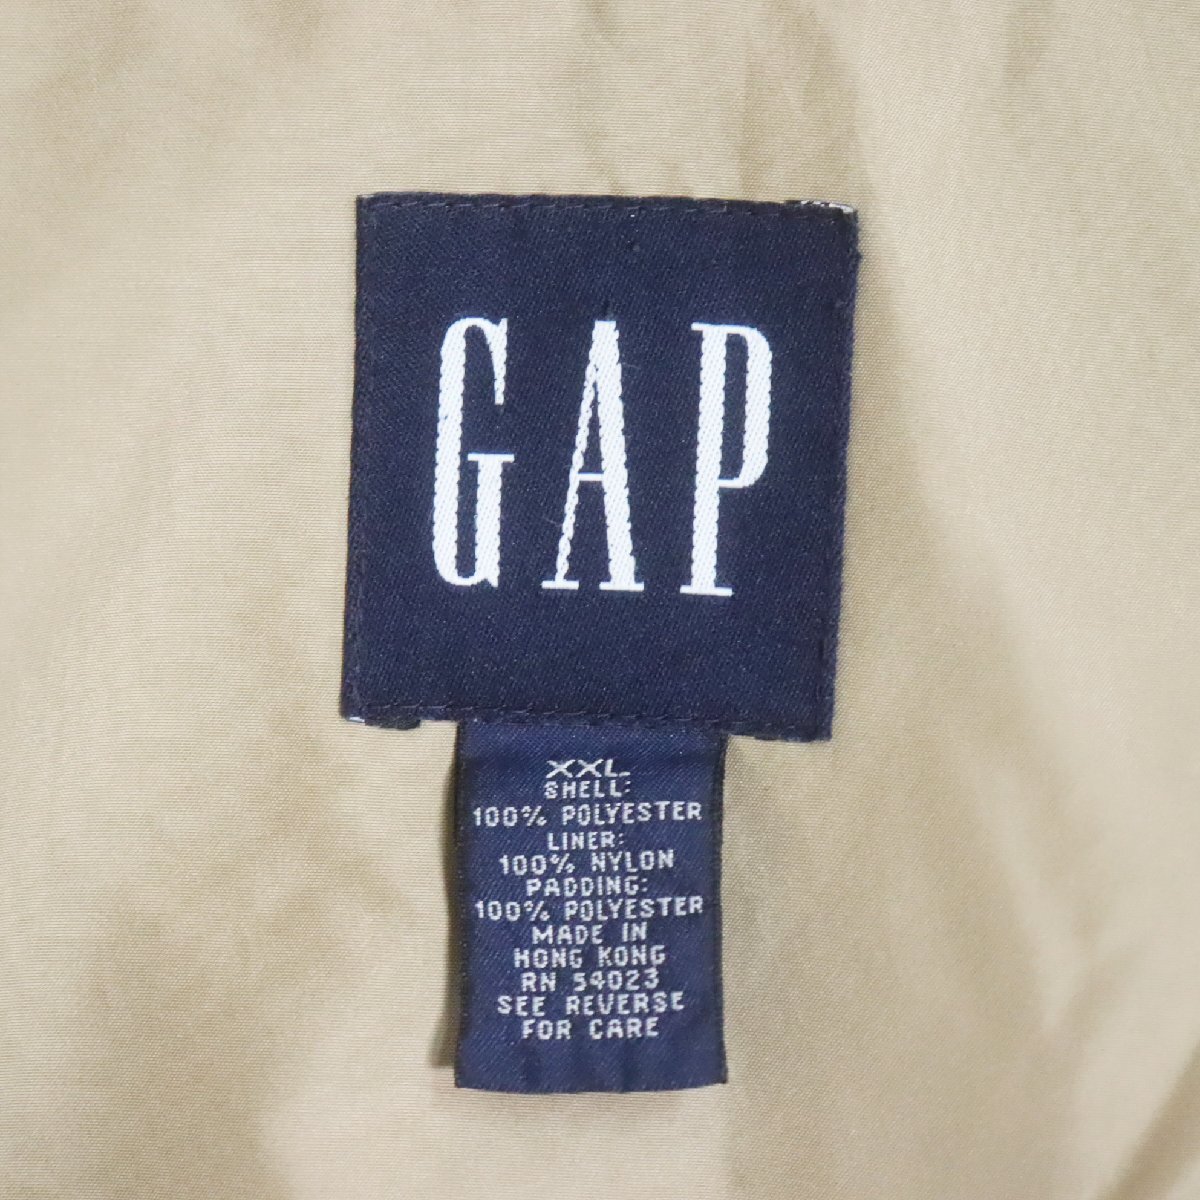 GAP
XXL
SHELL:
100% POLYESTER
LINER:
100% NYLON
PADDING:
100% POLYESTER
MADE IN
HONG KONG
RN 54023
SEE REVERSE
FOR CARE